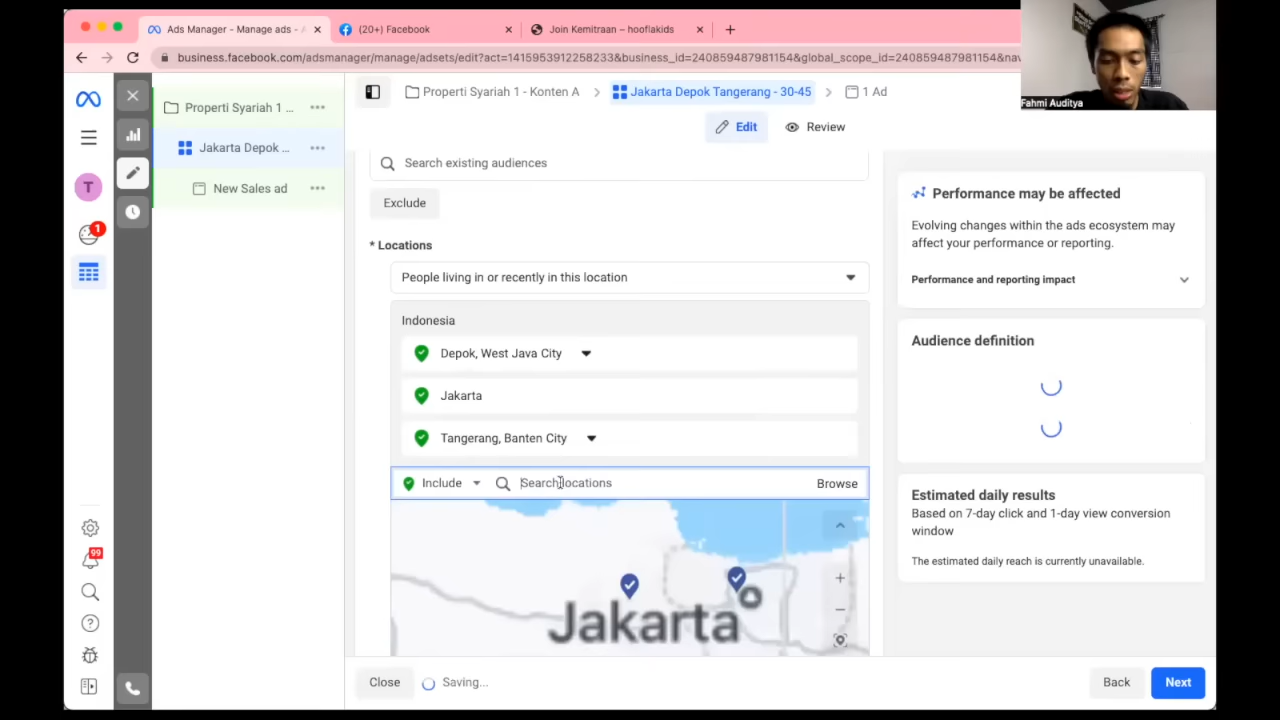 Ads Manager - Manage ads - A
(20+) Facebook
Join Kemitraan – hooflakids
business.facebook.com/adsmanager/manage/adsets/edit?act=1415953912258233&business_id=240859487981154&global_scope_id=240859487981154&nav
Fahmi Auditya
Properti Syariah 1 - Konten A
Jakarta Depok Tangerang - 30-45
1 Ad
Edit
Review
Properti Syariah 1 ...
Jakarta Depok ...
New Sales ad
T
1
99
Search existing audiences
Exclude
* Locations
People living in or recently in this location
Indonesia
Depok, West Java City
Jakarta
Tangerang, Banten City
Include
Search locations
Browse
Jakarta
Performance may be affected
Evolving changes within the ads ecosystem may
affect your performance or reporting.
Performance and reporting impact
Audience definition
Estimated daily results
Based on 7-day click and 1-day view conversion
window
The estimated daily reach is currently unavailable.
Close
Saving...
Back
Next